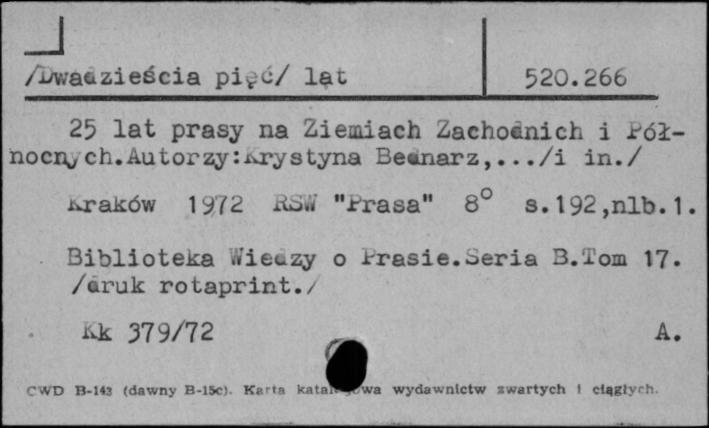 /Dwadzieścia pięć/ lat
520.266
25 lat prasy na Ziemiach Zachodnich i Pół-
nocnych.Autorzy:Krystyna Bednarz,.../i in./
Kraków 1972 RSW "Prasa" 8° s.192,nlb.1.
Biblioteka Wiedzy o Prasie.Seria B.Tom 17.
/druk rotaprint./
Kk 379/72 A.
CWD B-143 (dawny B-15c). Karta katalogowa wydawnictw zwartych i ciągłych.